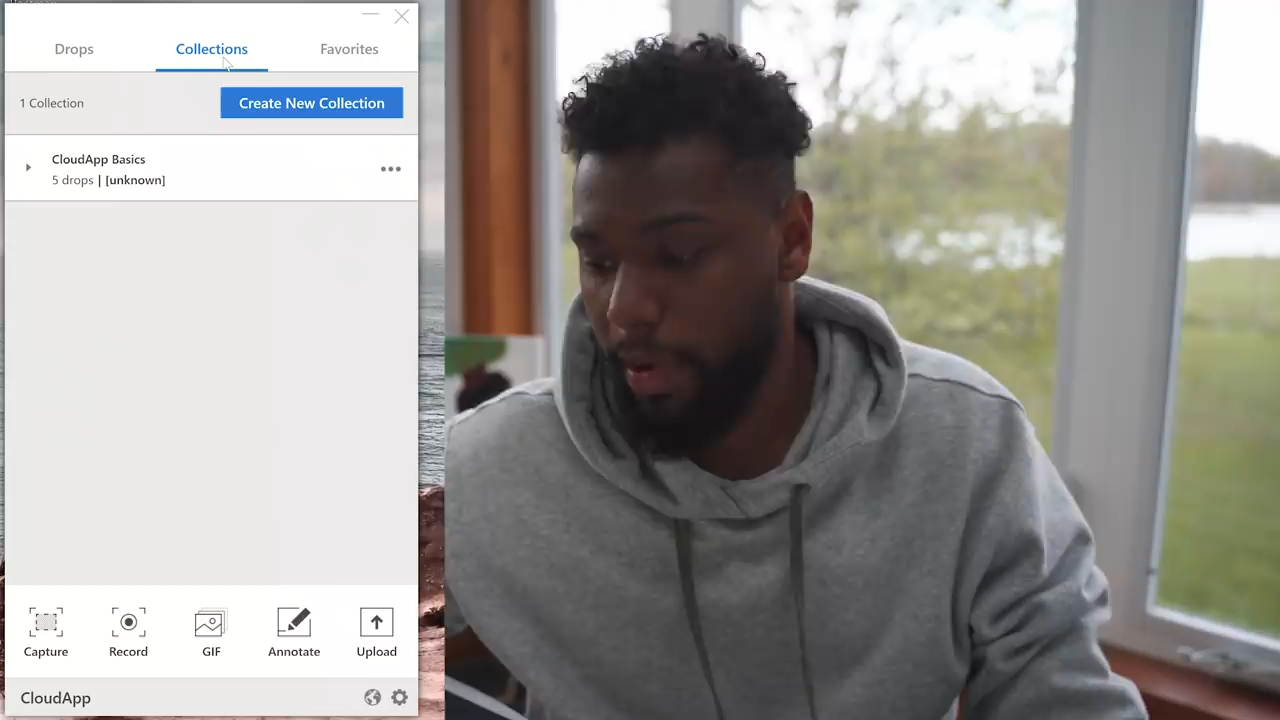 Drops
Collections
Favorites
1 Collection
Create New Collection
CloudApp Basics
5 drops | [unknown]
Capture
Record
GIF
Annotate
Upload
CloudApp